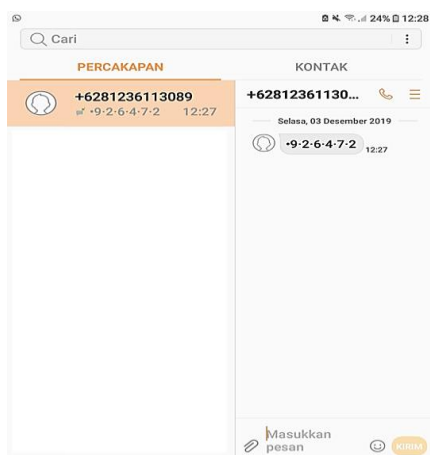 24% 12:28
Cari
PERCAKAPAN
KONTAK
+6281236113089
•9•2•6•4•7•2 12:27
+62812361130...
Selasa, 03 Desember 2019
•9•2•6•4•7•2 12:27
Masukkan
pesan
KIRIM